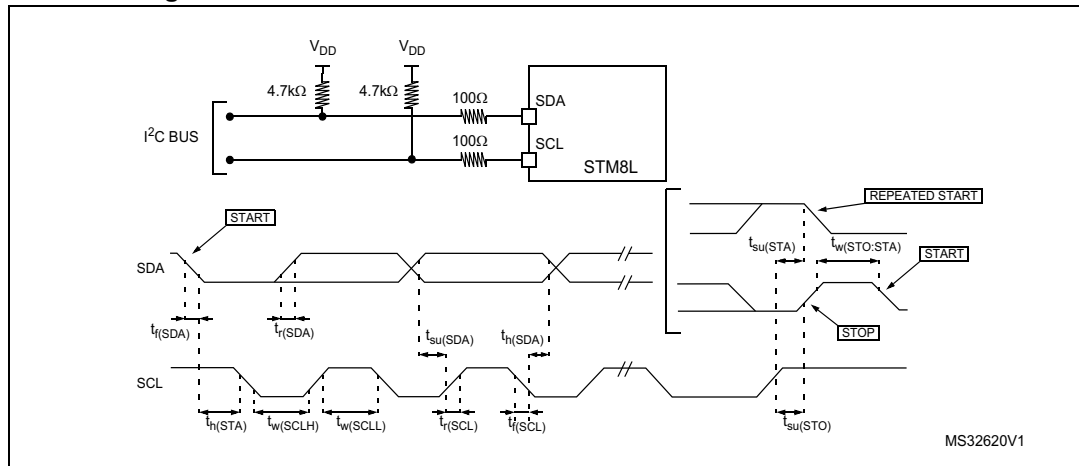 V_DD V_DD
4.7kΩ 4.7kΩ
100Ω
SDA
I²C BUS
100Ω
SCL
STM8L
REPEATED START
START
t_su(STA) t_w(STO:STA)
START
SDA
STOP
t_f(SDA) t_r(SDA) t_su(SDA) t_h(SDA)
SCL
t_h(STA) t_w(SCLH) t_w(SCLL) t_r(SCL) t_f(SCL) t_su(STO)
MS32620V1